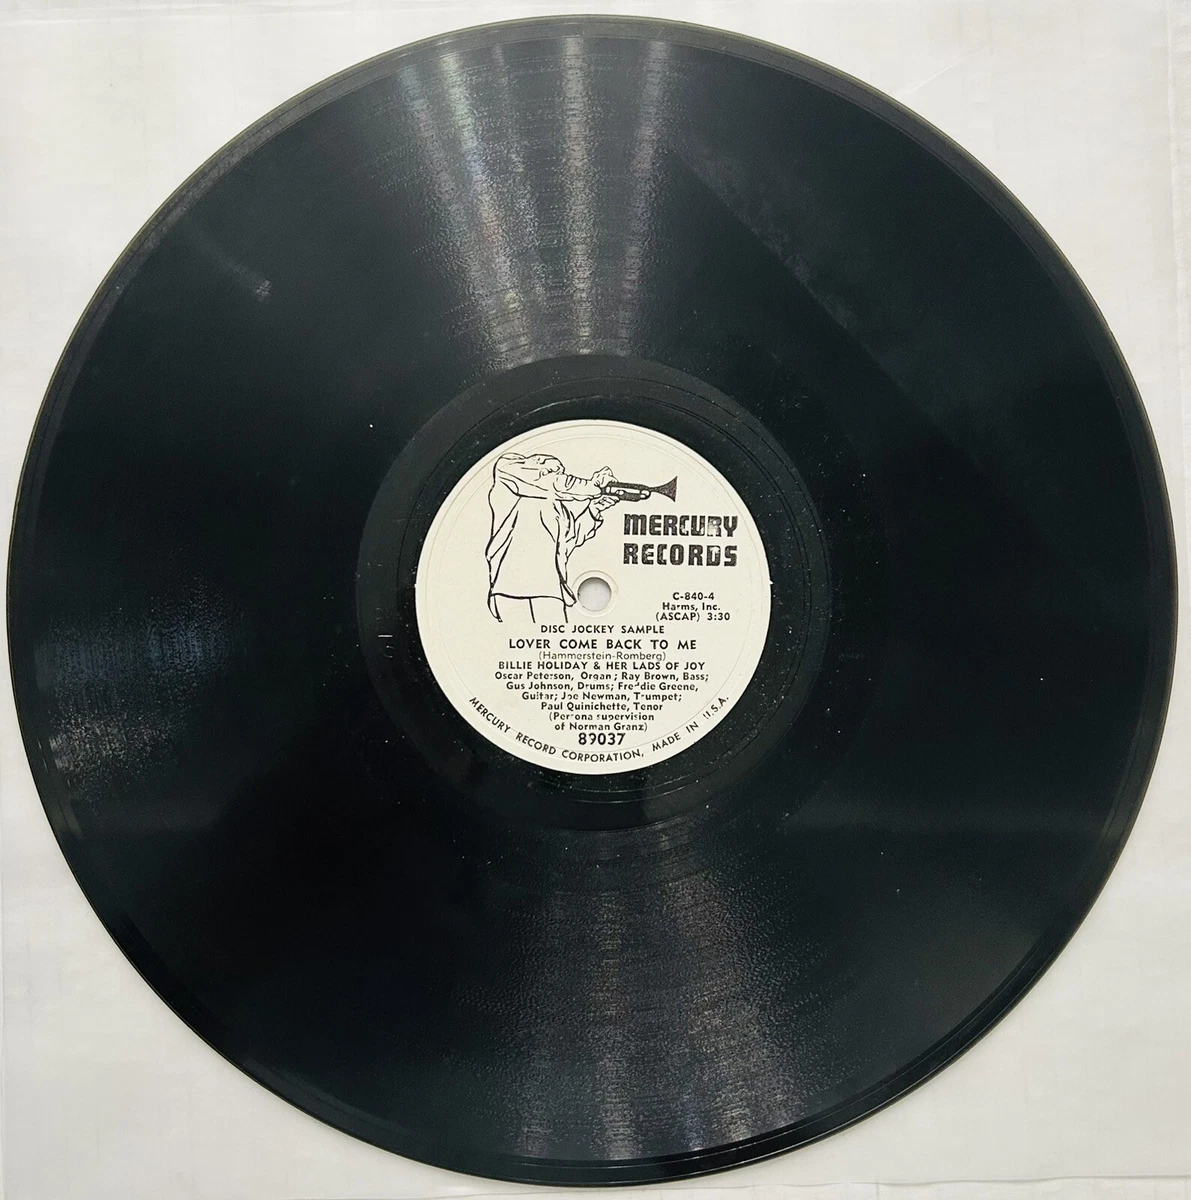 MERCURY
RECORDS
C-840-4
Harms, Inc.
(ASCAP) 3:30
DISC JOCKEY SAMPLE
LOVER COME BACK TO ME
(Hammerstein-Romberg)
BILLIE HOLIDAY & HER LADS OF JOY
Oscar Peterson, Organ; Ray Brown, Bass;
Gus Johnson, Drums; Freddie Greene,
Guitar; Joe Newman, Trumpet;
Paul Quinichette, Tenor
(Persona supervision
of Norman Granz)
89037
MERCURY RECORD CORPORATION, MADE IN U.S.A.